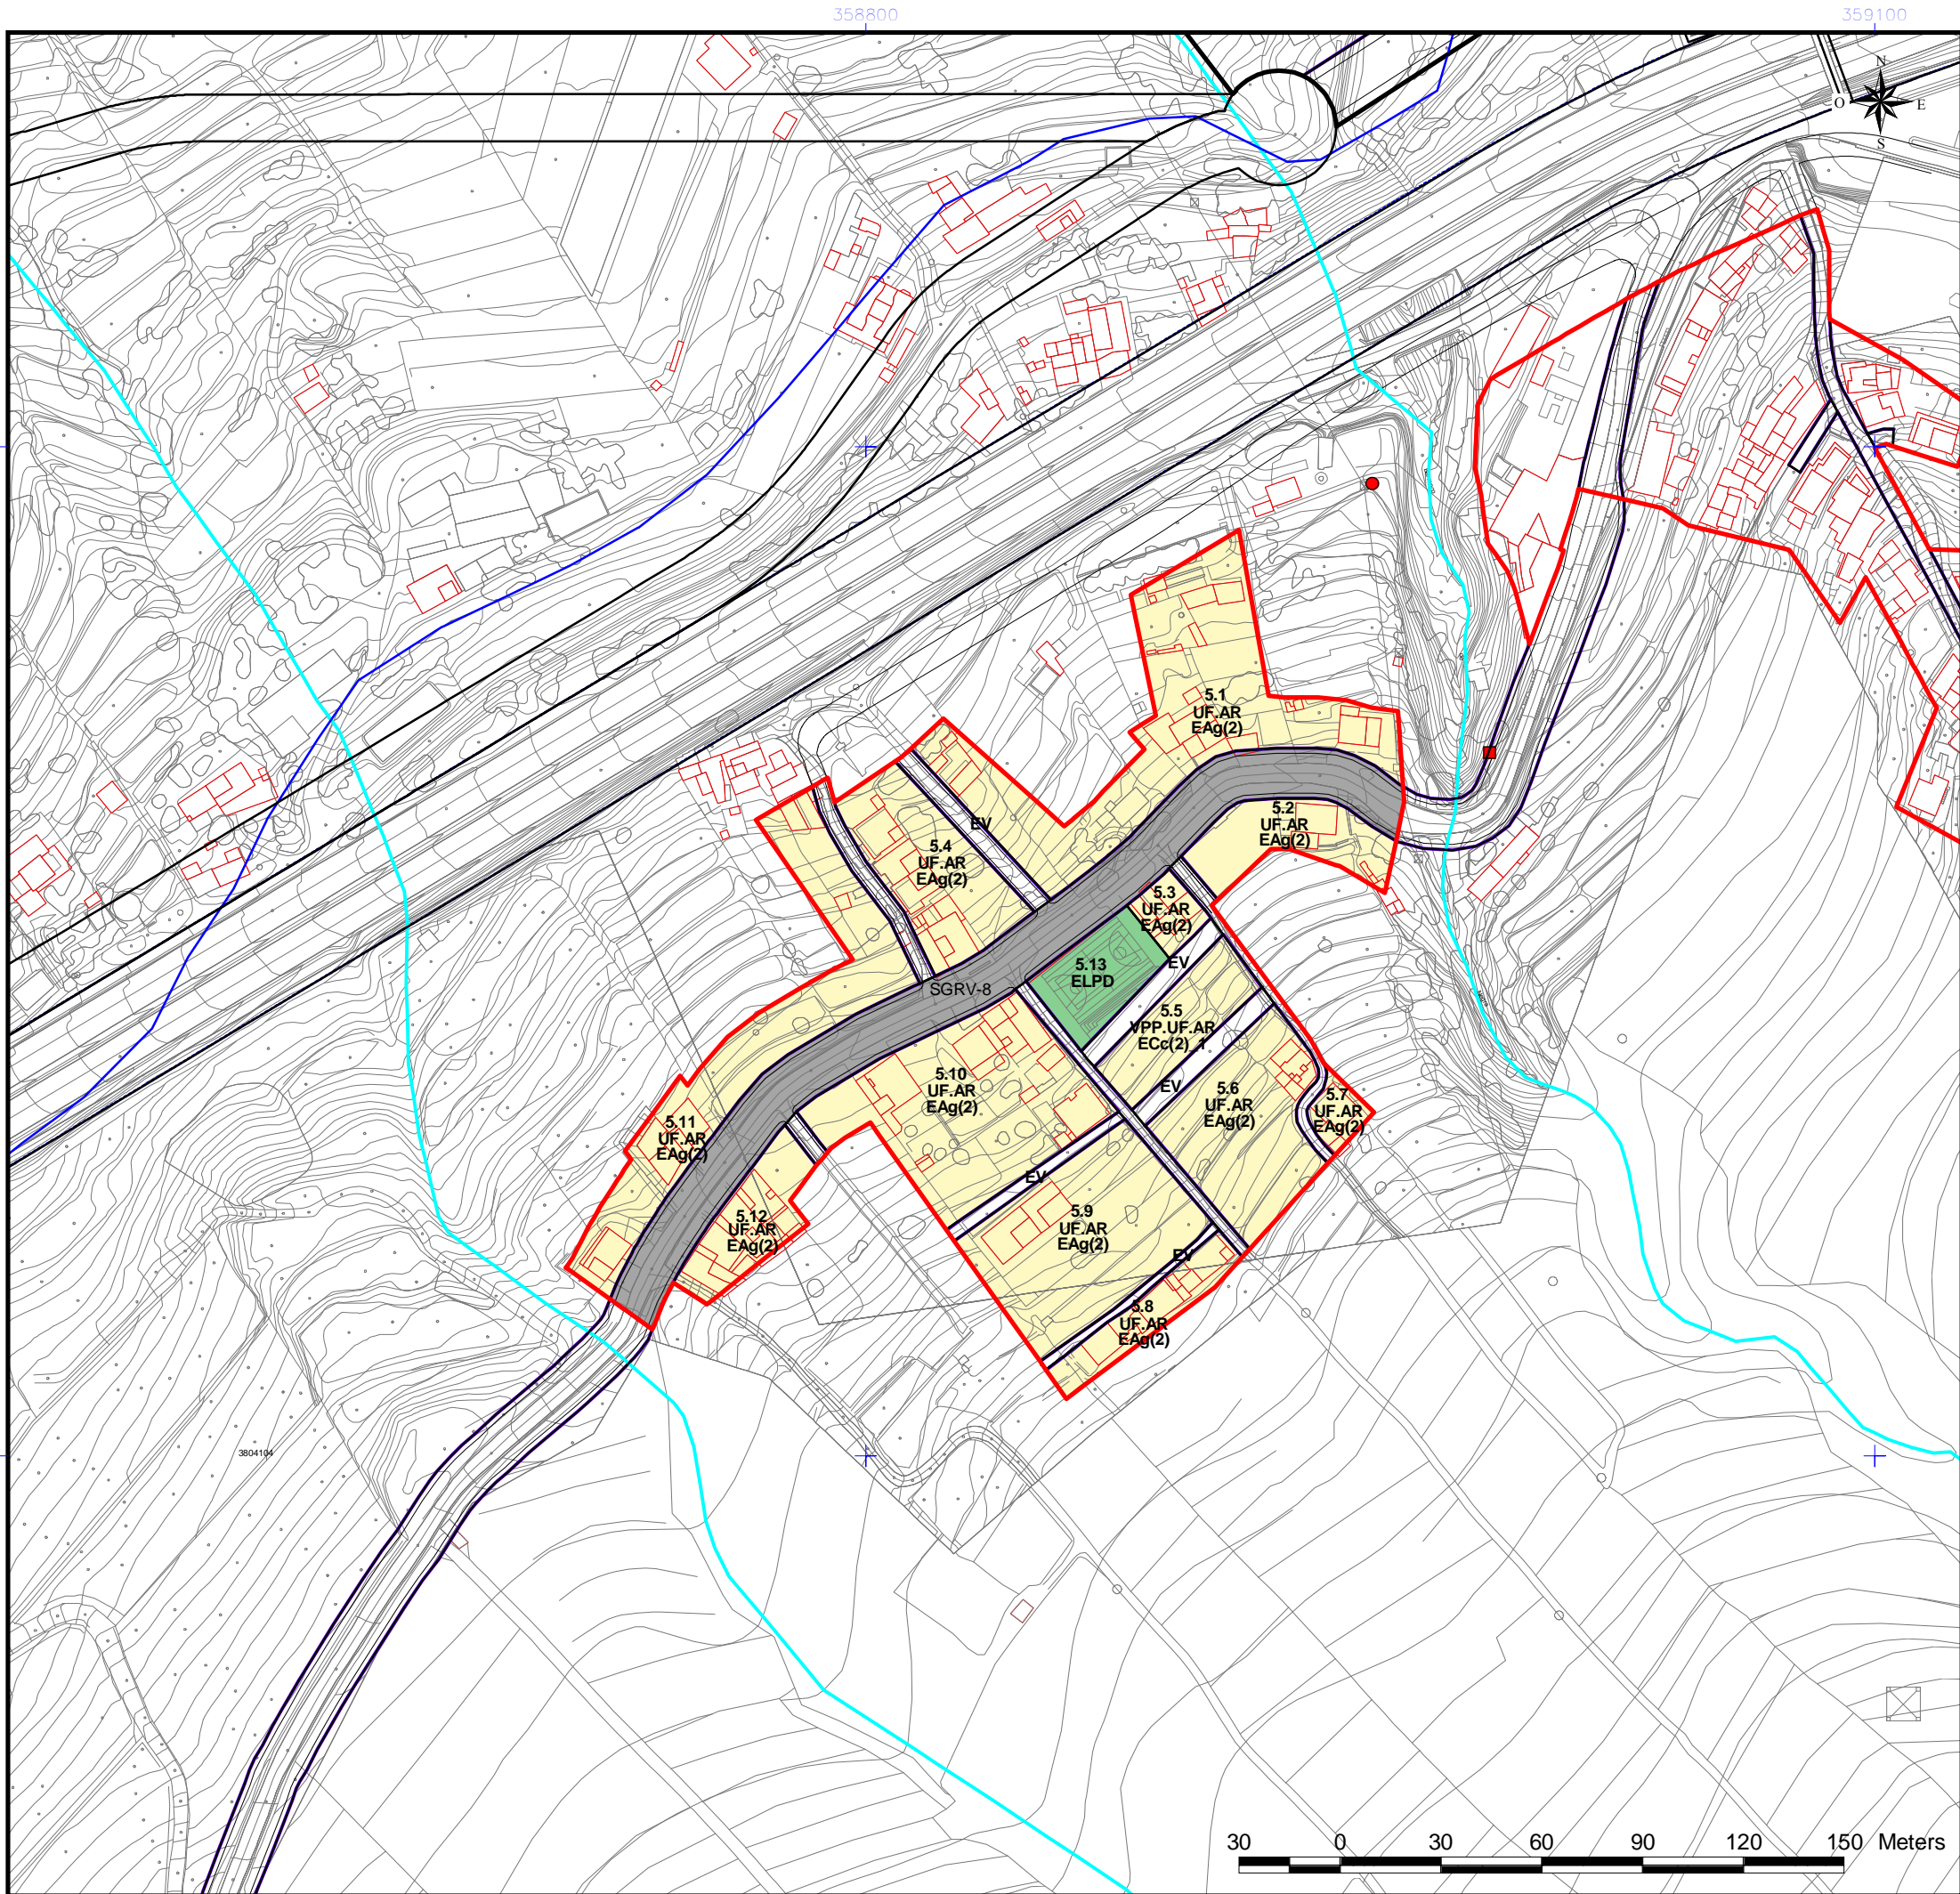 358800
359100
N
O
E
S
5.1
UF.AR
EAg(2)
5.2
UF.AR
EAg(2)
EV
5.4
UF.AR
EAg(2)
5.3
UF.AR
EAg(2)
EV
5.13
ELPD
SGRV-8
5.5
VPP.UF.AR
ECc(2)_1
EV
5.10
UF.AR
EAg(2)
5.6
UF.AR
EAg(2)
5.7
UF.AR
EAg(2)
5.11
UF.AR
EAg(2)
EV
5.12
UF.AR
EAg(2)
5.9
UF.AR
EAg(2)
EV
5.8
UF.AR
EAg(2)
3804104
30 0 30 60 90 120 150 Meters